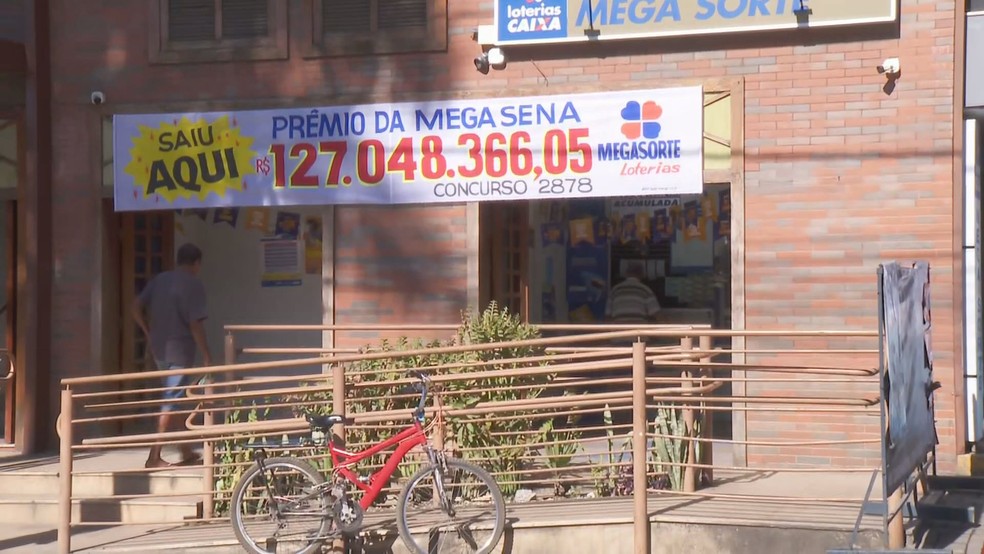 loterias
CAIXA
MEGA SORTE
SAIU
AQUI
PRÊMIO DA MEGA SENA
R$ 127.048.366,05
CONCURSO 2878
MEGASORTE
Loterias
ACUMULADA